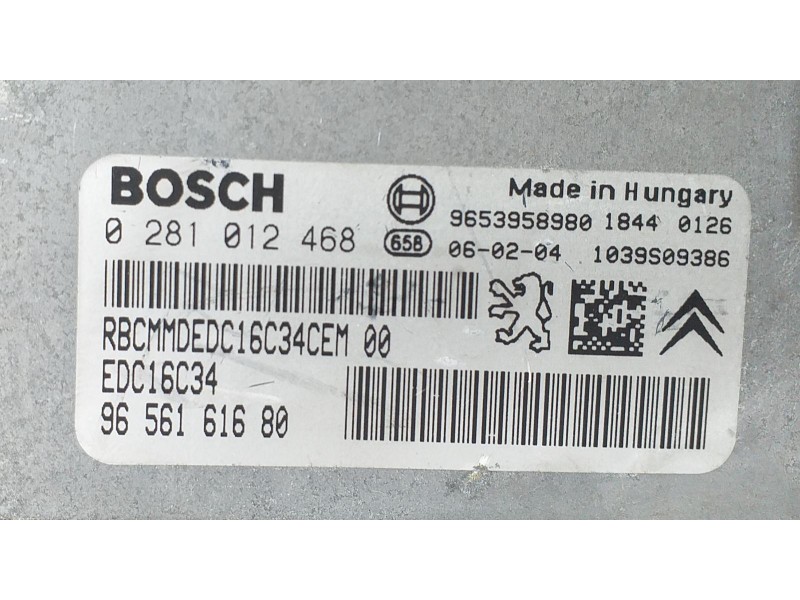 BOSCH
Made in Hungary
9653958980 1844 0126
0 281 012 468
658
06-02-04 1039S09386
RBCMMDEDC16C34CEM 00
EDC16C34
96 561 616 80